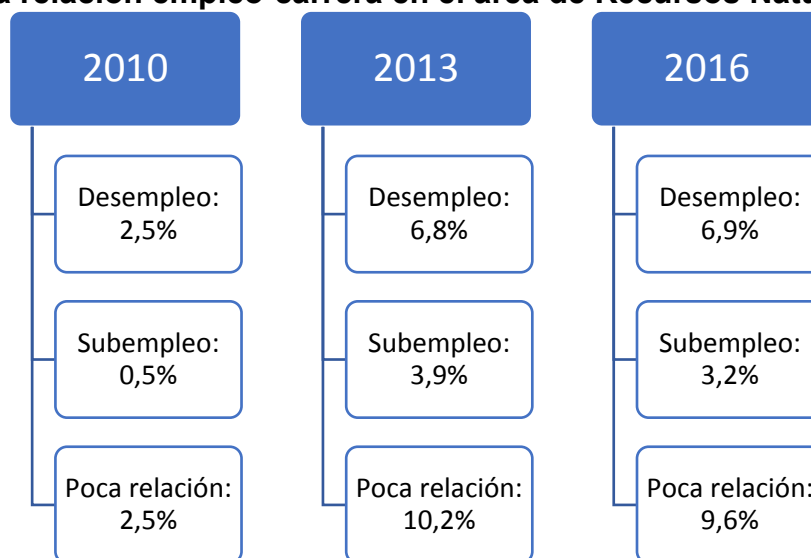 relación empleo-carrera en el área de Recursos
2010
2013
2016
Desempleo:
2,5%
Desempleo:
6,8%
Desempleo:
6,9%
Subempleo:
0,5%
Subempleo:
3,9%
Subempleo:
3,2%
Poca relación:
2,5%
Poca relación:
10,2%
Poca relación:
9,6%